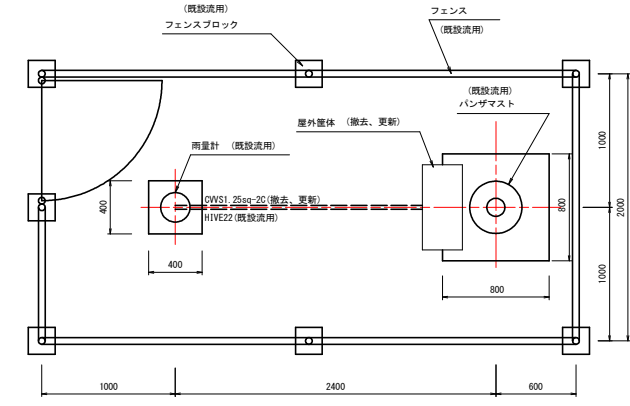 (既設流用)
フェンスブロック
フェンス
(既設流用)
(既設流用)
パンザマスト
屋外筐体 (撤去、更新)
雨量計 (既設流用)
CVVS1.25sq-2C(撤去、更新)
HIVE22(既設流用)
400
400
800
800
1000
2000
1000
1000
2400
600